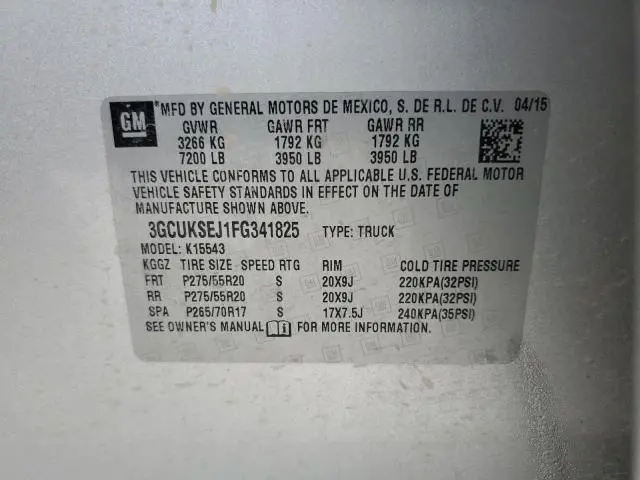 GM *MFD BY GENERAL MOTORS DE MEXICO, S. DE R.L. DE C.V. 04/15
GVWR GAWR FRT GAWR RR
3266 KG 1792 KG 1792 KG
7200 LB 3950 LB 3950 LB
THIS VEHICLE CONFORMS TO ALL APPLICABLE U.S. FEDERAL MOTOR
VEHICLE SAFETY STANDARDS IN EFFECT ON THE DATE OF
MANUFACTURE SHOWN ABOVE.
3GCUKSEJ1FG341825 TYPE: TRUCK
MODEL: K15543
KGGZ TIRE SIZE SPEED RTG RIM COLD TIRE PRESSURE
FRT P275/55R20 S 20X9J 220KPA(32PSI)
RR P275/55R20 S 20X9J 220KPA(32PSI)
SPA P265/70R17 S 17X7.5J 240KPA(35PSI)
SEE OWNER'S MANUAL FOR MORE INFORMATION.